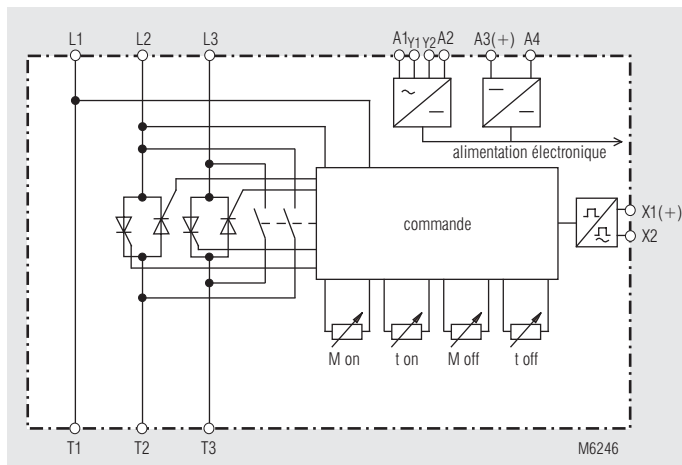 L1 L2 L3 A1 Y1 Y2 A2 A3(+) A4
alimentation électronique
commande
X1(+)
X2
M on t on M off t off
T1 T2 T3 M6246